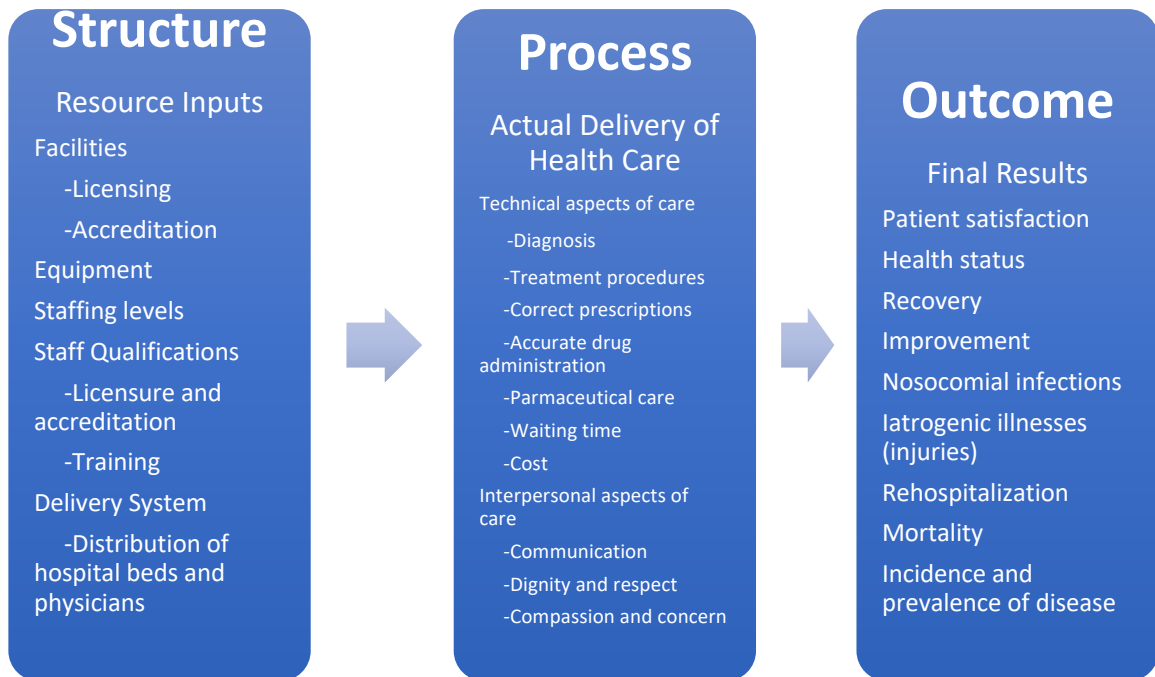 Structure
Resource Inputs
Facilities
-Licensing
-Accreditation
Equipment
Staffing levels
Staff Qualifications
-Licensure and
accreditation
-Training
Delivery System
-Distribution of
hospital beds and
physicians
Process
Actual Delivery of
Health Care
Technical aspects of care
-Diagnosis
-Treatment procedures
-Correct prescriptions
-Accurate drug
administration
-Parmaceutical care
-Waiting time
-Cost
Interpersonal aspects of
care
-Communication
-Dignity and respect
-Compassion and concern
Outcome
Final Results
Patient satisfaction
Health status
Recovery
Improvement
Nosocomial infections
Iatrogenic illnesses
(injuries)
Rehospitalization
Mortality
Incidence and
prevalence of disease